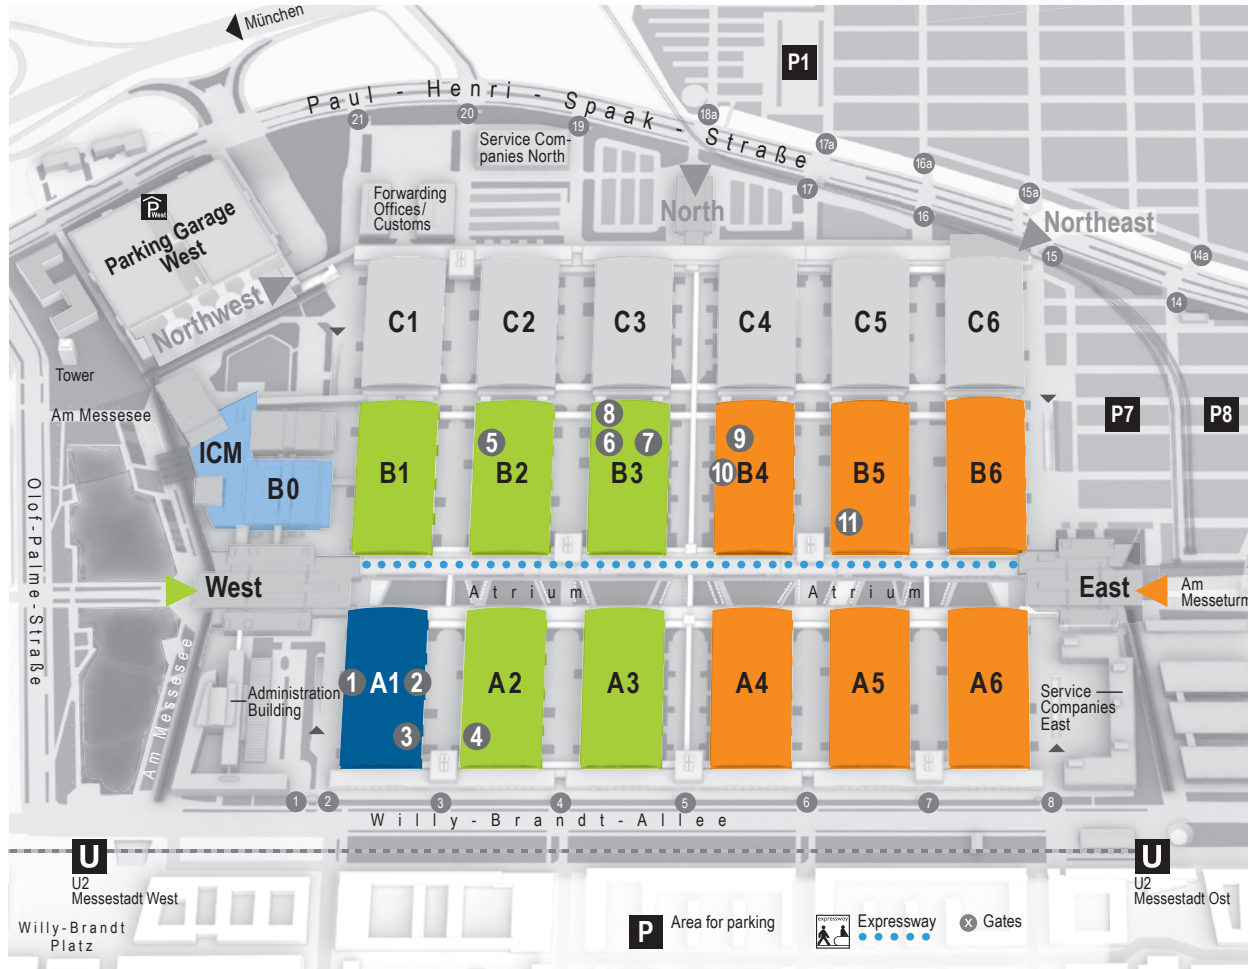 München
P1
Paul-Henri-Spaak-Straße
21
20
19
18a
17a
16a
15a
14a
17
16
15
14
Service Com-
panies North
Forwarding
Offices/
Customs
P
West
Parking Garage
West
Northwest
North
Northeast
Tower
Am Messesee
C1
C2
C3
C4
C5
C6
P7
P8
ICM
B0
B1
B2
B3
B4
B5
B6
5
8
6
7
9
10
11
Olof-Palme-Straße
West
Atrium
Atrium
East
Am
Messeturm
Am Messesee
Administration
Building
A1
A2
A3
A4
A5
A6
1
2
3
4
Service
Companies
East
1
2
3
4
5
6
7
8
Willy-Brandt-Allee
U
U2
Messestadt West
U
U2
Messestadt Ost
Willy-Brandt
Platz
P
Area for parking
expressway
Expressway
x
Gates